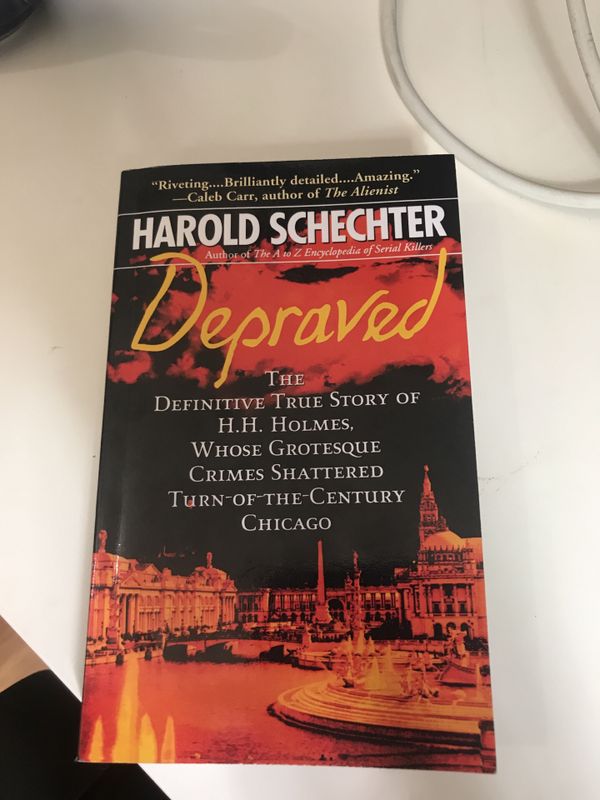 “Riveting....Brilliantly detailed....Amazing.”
—Caleb Carr, author of The Alienist
HAROLD SCHECHTER
Author of The A to Z Encyclopedia of Serial Killers
Depraved
THE
DEFINITIVE TRUE STORY OF
H.H. HOLMES,
WHOSE GROTESQUE
CRIMES SHATTERED
TURN-OF-THE-CENTURY
CHICAGO